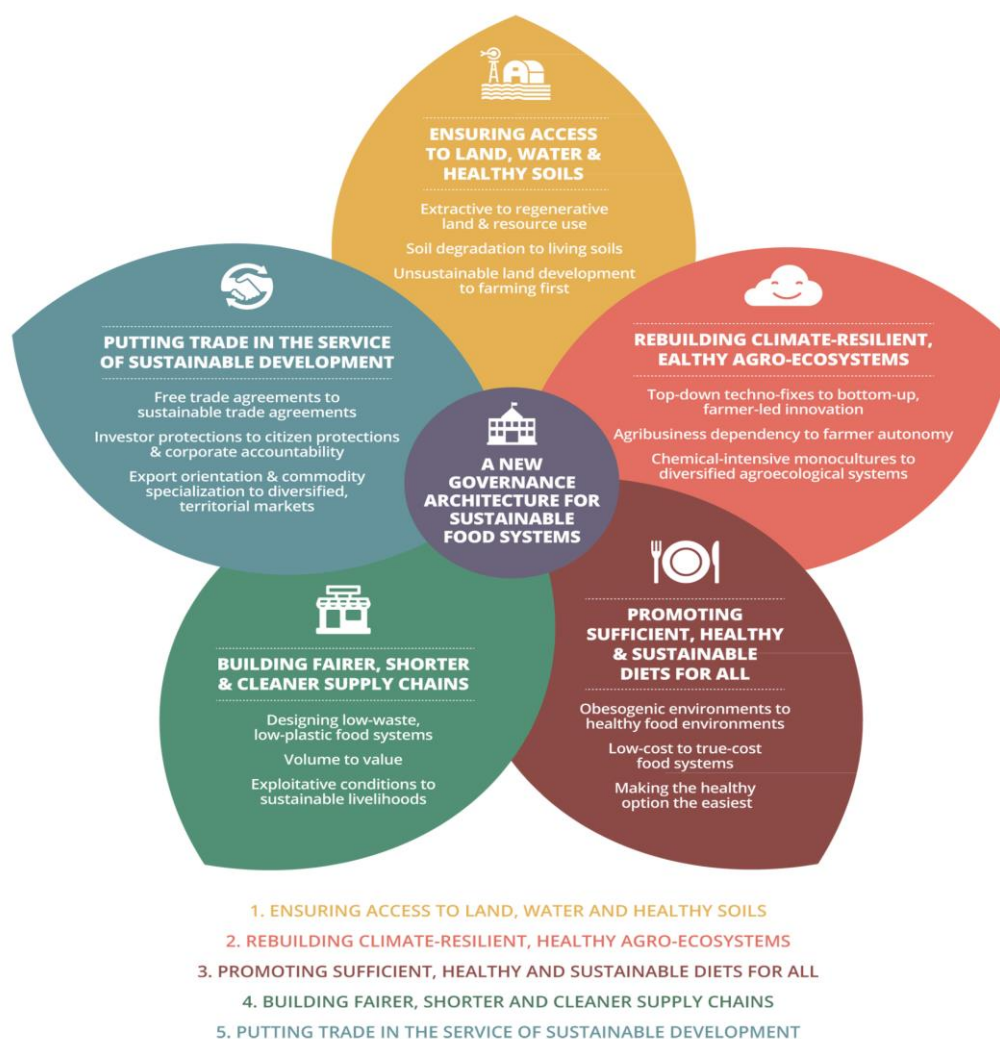 ENSURING ACCESS
TO LAND, WATER &
HEALTHY SOILS
Extractive to regenerative
land & resource use
Soil degradation to living soils
Unsustainable land development
to farming first
PUTTING TRADE IN THE SERVICE
OF SUSTAINABLE DEVELOPMENT
Free trade agreements to
sustainable trade agreements
Investor protections to citizen protections
& corporate accountability
Export orientation & commodity
specialization to diversified,
territorial markets
REBUILDING CLIMATE-RESILIENT,
EALTHY AGRO-ECOSYSTEMS
Top-down techno-fixes to bottom-up,
farmer-led innovation
Agribusiness dependency to farmer autonomy
Chemical-intensive monocultures to
diversified agroecological systems
A NEW
GOVERNANCE
ARCHITECTURE FOR
SUSTAINABLE
FOOD SYSTEMS
BUILDING FAIRER, SHORTER
& CLEANER SUPPLY CHAINS
Designing low-waste,
low-plastic food systems
Volume to value
Exploitative conditions to
sustainable livelihoods
PROMOTING
SUFFICIENT, HEALTHY
& SUSTAINABLE
DIETS FOR ALL
Obesogenic environments to
healthy food environments
Low-cost to true-cost
food systems
Making the healthy
option the easiest
1. ENSURING ACCESS TO LAND, WATER AND HEALTHY SOILS
2. REBUILDING CLIMATE-RESILIENT, HEALTHY AGRO-ECOSYSTEMS
3. PROMOTING SUFFICIENT, HEALTHY AND SUSTAINABLE DIETS FOR ALL
4. BUILDING FAIRER, SHORTER AND CLEANER SUPPLY CHAINS
5. PUTTING TRADE IN THE SERVICE OF SUSTAINABLE DEVELOPMENT